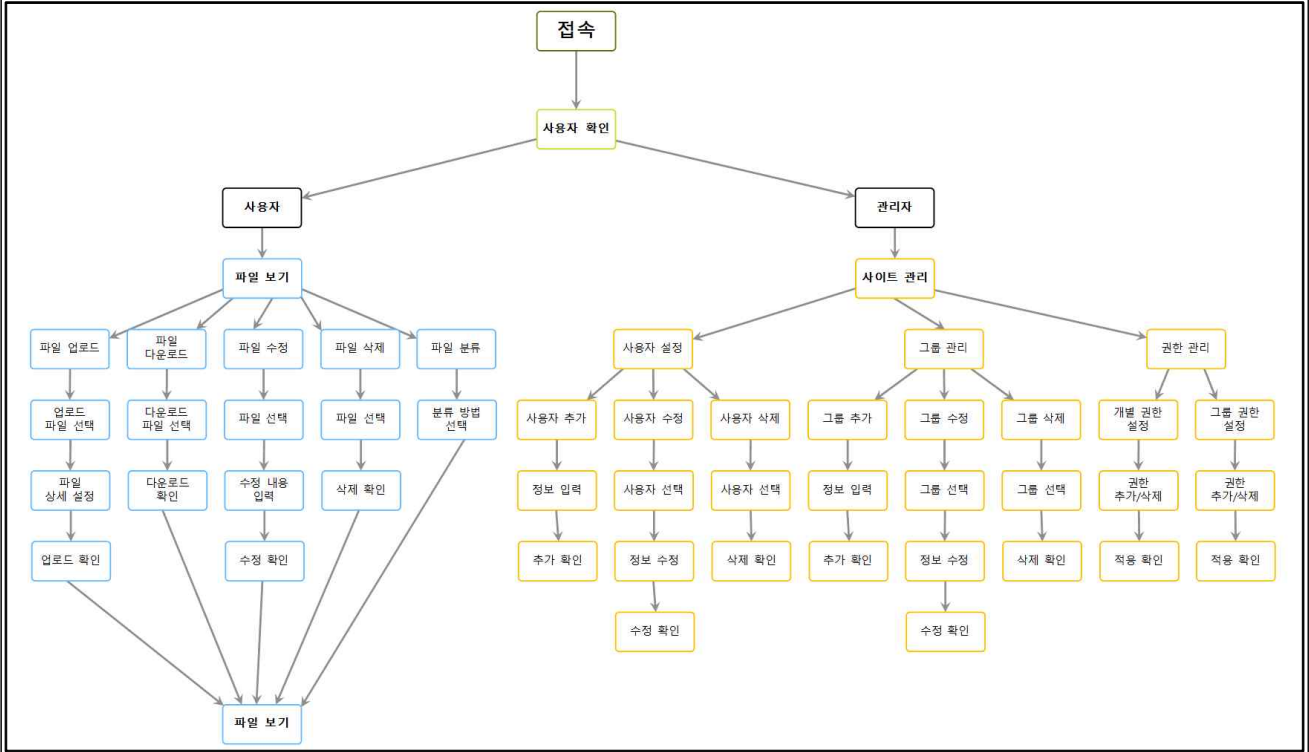 접속
사용자 확인
사용자
관리자
파일 보기
사이트 관리
파일 업로드
파일
다운로드
파일 수정
파일 삭제
파일 분류
사용자 설정
그룹 관리
권한 관리
업로드
파일 선택
다운로드
파일 선택
파일 선택
파일 선택
분류 방법
선택
사용자 추가
사용자 수정
사용자 삭제
그룹 추가
그룹 수정
그룹 삭제
개별 권한
설정
그룹 권한
설정
파일
상세 설정
다운로드
확인
수정 내용
입력
삭제 확인
정보 입력
사용자 선택
사용자 선택
정보 입력
그룹 선택
그룹 선택
권한
추가/삭제
권한
추가/삭제
업로드 확인
수정 확인
추가 확인
정보 수정
삭제 확인
추가 확인
정보 수정
삭제 확인
적용 확인
적용 확인
수정 확인
수정 확인
파일 보기